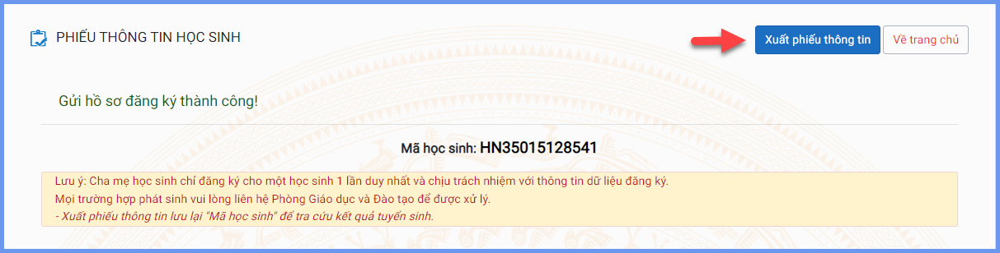 PHIẾU THÔNG TIN HỌC SINH
Xuất phiếu thông tin
Về trang chủ
Gửi hồ sơ đăng ký thành công!
Mã học sinh: HN35015128541
Lưu ý: Cha mẹ học sinh chỉ đăng ký cho một học sinh 1 lần duy nhất và chịu trách nhiệm với thông tin dữ liệu đăng ký.
Mọi trường hợp phát sinh vui lòng liên hệ Phòng Giáo dục và Đào tạo để được xử lý.
- Xuất phiếu thông tin lưu lại "Mã học sinh" để tra cứu kết quả tuyển sinh.